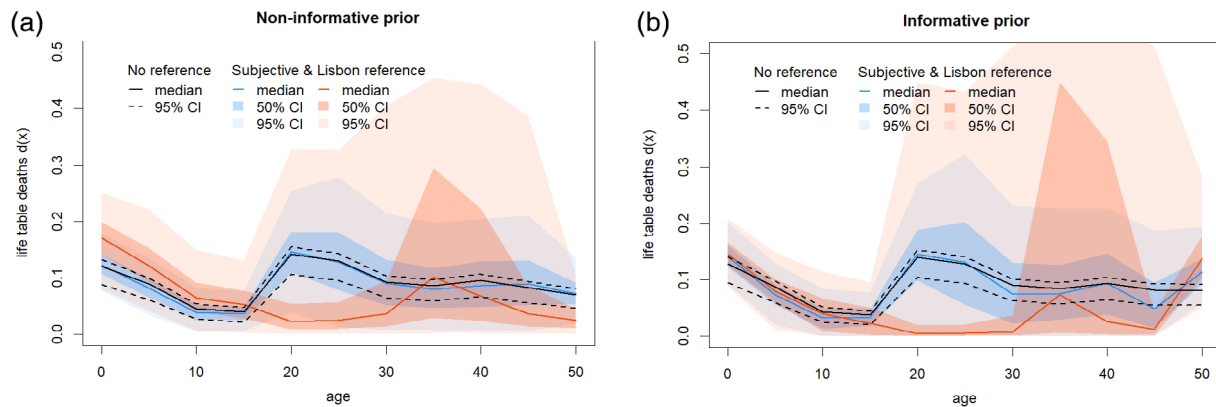 (a)
Non-informative prior
No reference Subjective & Lisbon reference
median median median
95% CI 50% CI 50% CI
95% CI 95% CI
life table deaths d(x)
0.5
0.4
0.3
0.2
0.1
0.0
0 10 20 30 40 50
age
(b)
Informative prior
No reference Subjective & Lisbon reference
median median median
95% CI 50% CI 50% CI
95% CI 95% CI
life table deaths d(x)
0.5
0.4
0.3
0.2
0.1
0.0
0 10 20 30 40 50
age